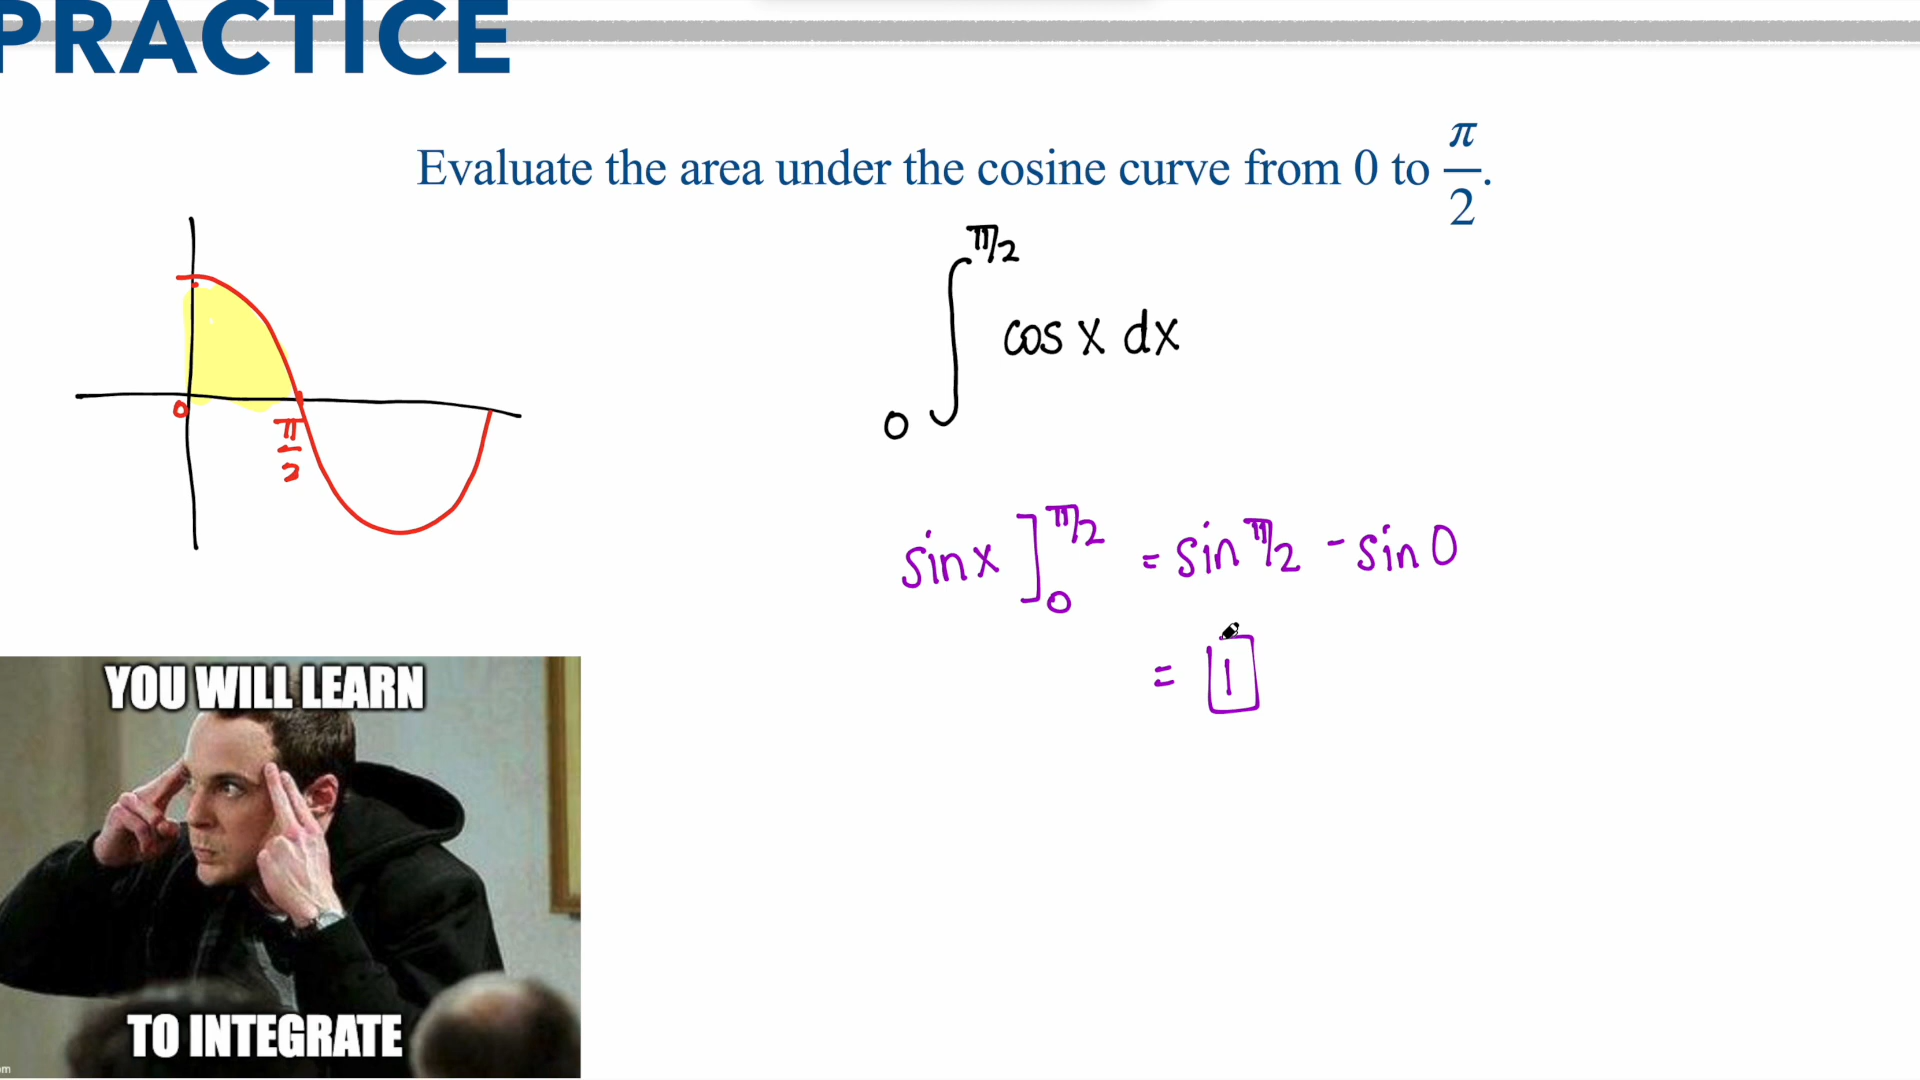 PRACTICE
Evaluate the area under the cosine curve from 0 to π/2.
π/2
∫ cos x dx
0
0
π/2
sin x ]₀^π/2 = sin π/2 - sin 0
= 1
YOU WILL LEARN
TO INTEGRATE
m